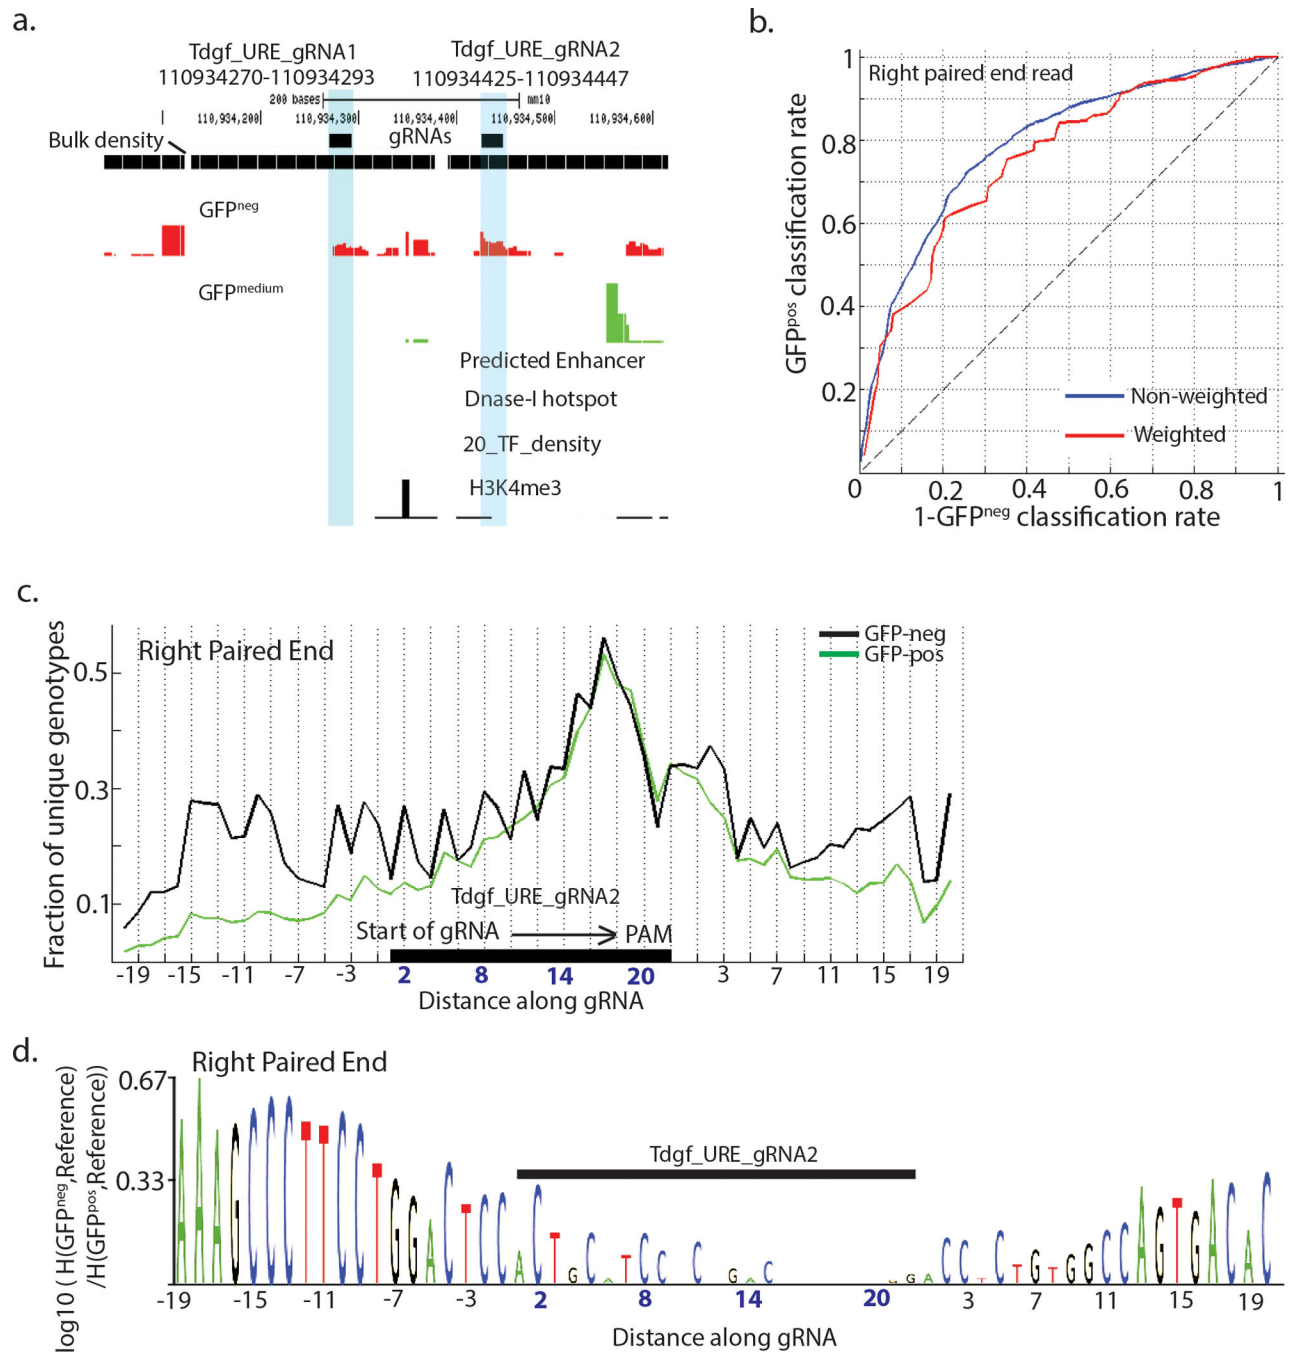 a.
Tdgf_URE_gRNA1 Tdgf_URE_gRNA2
110934270-110934293 110934425-110934447
200 bases mm10
110,934,200 110,934,300 110,934,400 110,934,500 110,934,600
Bulk density gRNAs
GFPneg
GFPmedium
Predicted Enhancer
Dnase-I hotspot
20_TF_density
H3K4me3
b.
Right paired end read
GFPpos classification rate
1
0.8
0.6
0.4
0.2
Non-weighted
Weighted
0 0.2 0.4 0.6 0.8 1
1-GFPneg classification rate
c.
Right Paired End
GFP-neg
GFP-pos
Fraction of unique genotypes
0.5
0.3
0.1
Tdgf_URE_gRNA2
Start of gRNA PAM
-19 -15 -11 -7 -3 2 8 14 20 3 7 11 15 19
Distance along gRNA
d.
Right Paired End
log10 ( H(GFPneg,Reference)
/H(GFPpos,Reference))
0.67
0.33
Tdgf_URE_gRNA2
AAAGCCCTTCCTGGACTCCACTGCATCCCGACGACCTCTGTGGCCAGTGACAC
-19 -15 -11 -7 -3 2 8 14 20 3 7 11 15 19
Distance along gRNA